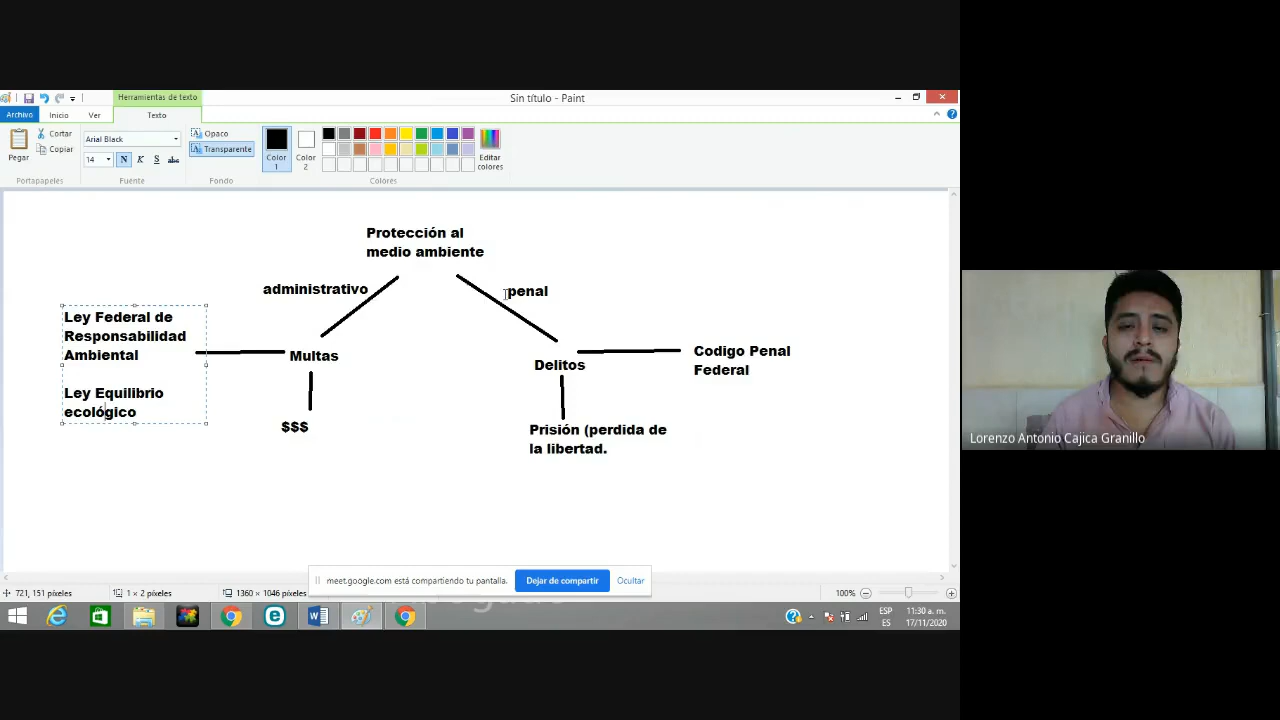 Herramientas de texto
Sin título - Paint
Archivo
Inicio
Ver
Texto
Pegar
Cortar
Copiar
Arial Black
14
N
K
S
abc
Opaco
Transparente
Color
1
Color
2
Editar
colores
Portapapeles
Fuente
Fondo
Colores
Protección al
medio ambiente
administrativo
penal
Ley Federal de
Responsabilidad
Ambiental
Ley Equilibrio
ecológico
Multas
$$$
Delitos
Codigo Penal
Federal
Prisión (perdida de
la libertad.
Lorenzo Antonio Cajica Granillo
meet.google.com está compartiendo tu pantalla.
Dejar de compartir
Ocultar
721, 151 píxeles
1 × 2 píxeles
1360 × 1046 píxeles
100%
ESP
ES
11:30 a. m.
17/11/2020